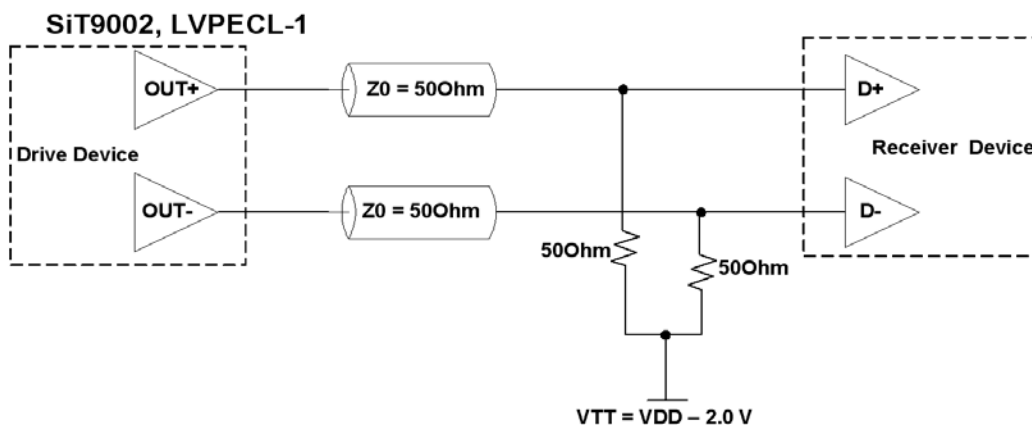 SiT9002, LVPECL-1
OUT+
Z0 = 50Ohm
D+
Drive Device
Receiver Device
OUT-
Z0 = 50Ohm
D-
50Ohm
50Ohm
VTT = VDD – 2.0 V